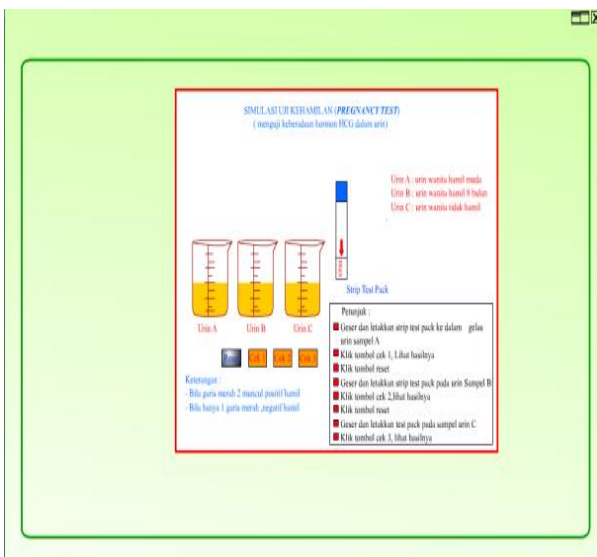 SIMULASI UJI KEHAMILAN (PREGNANCY TEST)
( menguji keberadaan hormon HCG dalam urin)
Urin A : urin wanita hamil muda
Urin B : urin wanita hamil 8 bulan
Urin C : urin wanita tidak hamil
Strip Test Pack
Urin A
Urin B
Urin C
Cek 1
Cek 2
Cek 3
Keterangan :
- Bila garis merah 2 muncul positif hamil
- Bila hanya 1 garis merah ,negatif hamil
Petunjuk :
Geser dan letakkan strip test pack ke dalam gelas
urin sampel A
Klik tombol cek 1, Lihat hasilnya
Klik tombol reset
Geser dan letakkan strip test pack pada urin Sampel B
Klik tombol cek 2,lihat hasilnya
Klik tombol reset
Geser dan letakkan test pack pada sampel urin C
Klik tombol cek 3, lihat hasilnya